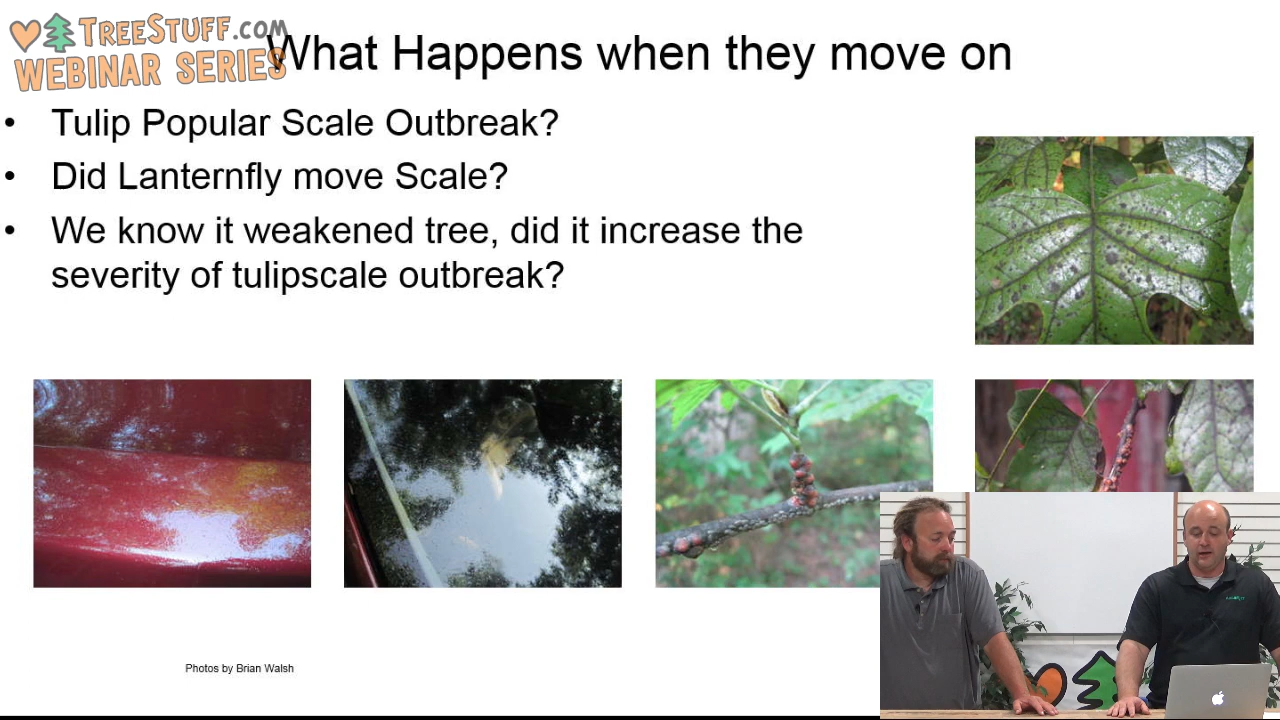 TREESTUFF.COM
WEBINAR SERIES
What Happens when they move on
• Tulip Popular Scale Outbreak?
• Did Lanternfly move Scale?
• We know it weakened tree, did it increase the
severity of tulipscale outbreak?
Photos by Brian Walsh